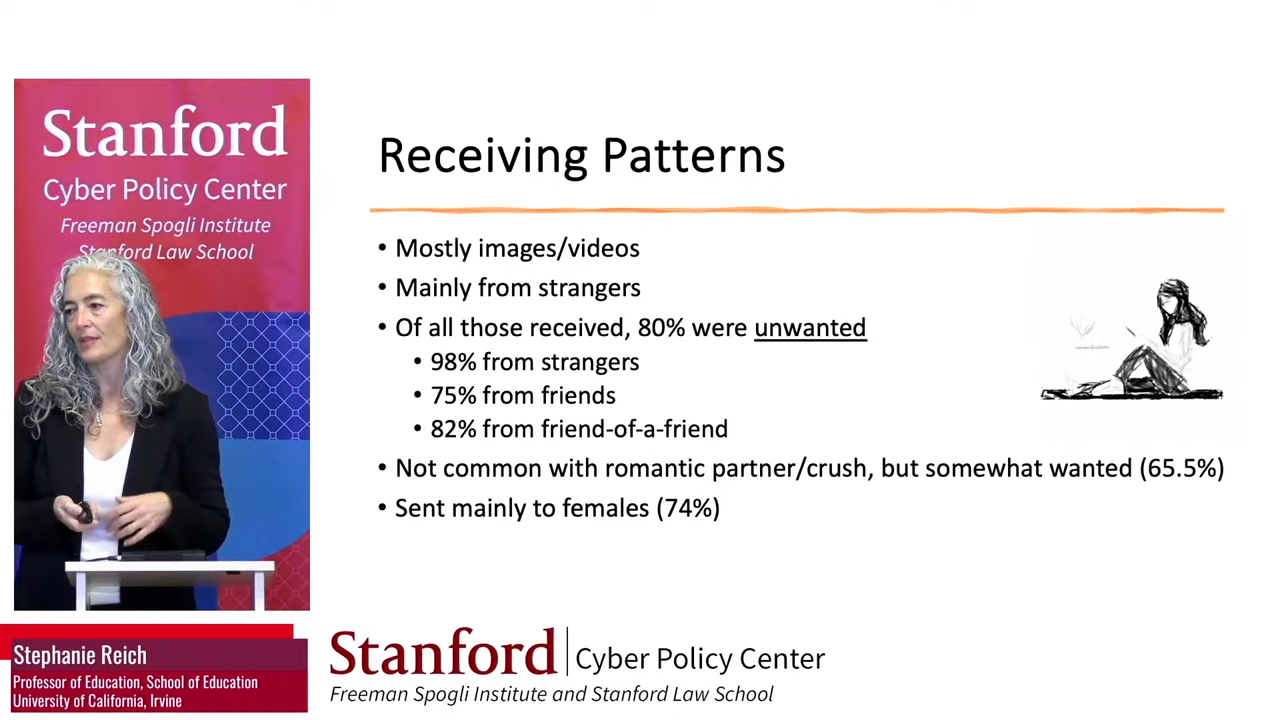 Stanford
Cyber Policy Center
Freeman Spogli Institute
Stanford Law School
Receiving Patterns
• Mostly images/videos
• Mainly from strangers
• Of all those received, 80% were unwanted
• 98% from strangers
• 75% from friends
• 82% from friend-of-a-friend
• Not common with romantic partner/crush, but somewhat wanted (65.5%)
• Sent mainly to females (74%)
Stephanie Reich
Professor of Education, School of Education
University of California, Irvine
Stanford | Cyber Policy Center
Freeman Spogli Institute and Stanford Law School